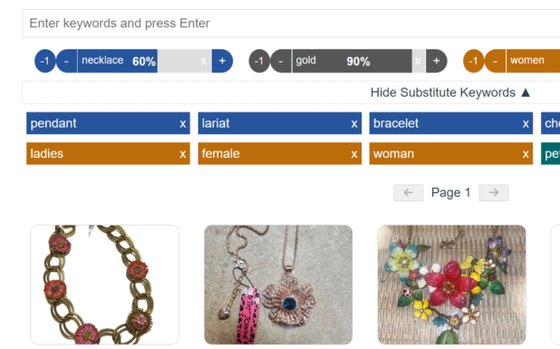 Enter keywords and press Enter
-1 - necklace 60% x + -1 - gold 90% x + -1 - women
Hide Substitute Keywords ▲
pendant x lariat x bracelet x
ladies x female x woman x
← Page 1 →